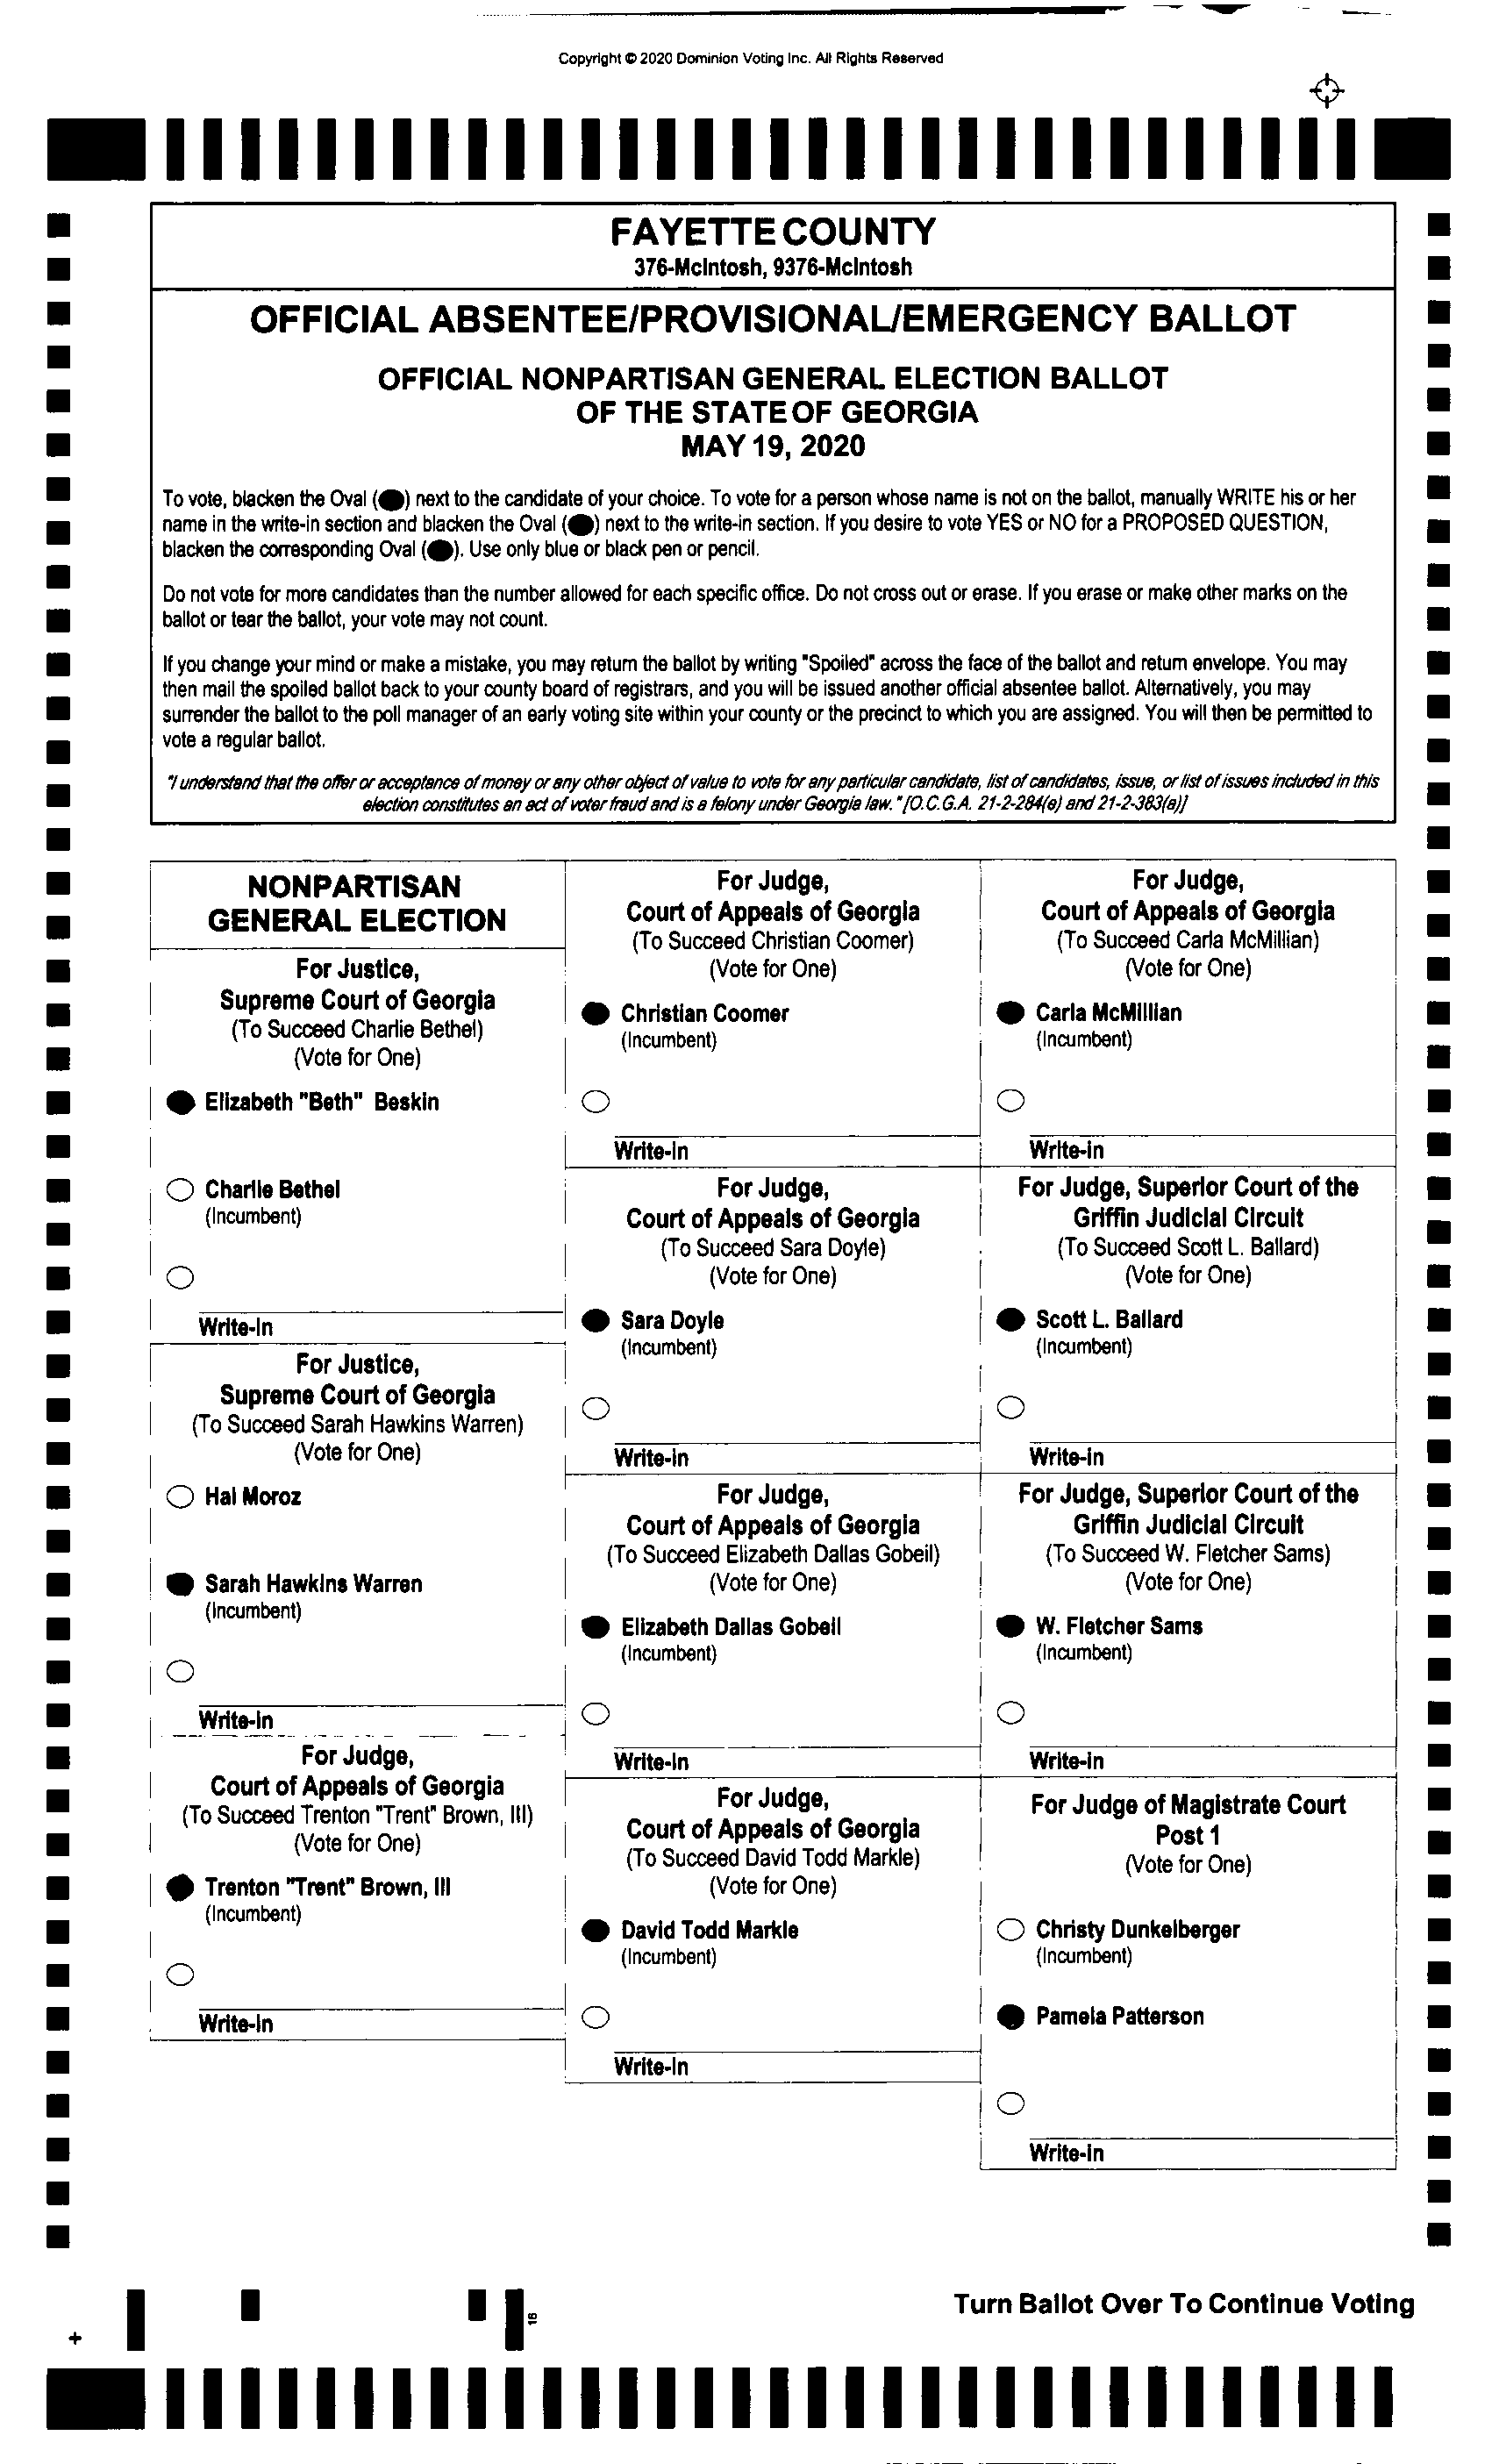 Copyright © 2020 Dominion Voting Inc. All Rights Reserved
FAYETTE COUNTY
376-McIntosh, 9376-McIntosh
OFFICIAL ABSENTEE/PROVISIONAL/EMERGENCY BALLOT
OFFICIAL NONPARTISAN GENERAL ELECTION BALLOT
OF THE STATE OF GEORGIA
MAY 19, 2020
To vote, blacken the Oval (●) next to the candidate of your choice. To vote for a person whose name is not on the ballot, manually WRITE his or her
name in the write-in section and blacken the Oval (●) next to the write-in section. If you desire to vote YES or NO for a PROPOSED QUESTION,
blacken the corresponding Oval (●). Use only blue or black pen or pencil.
Do not vote for more candidates than the number allowed for each specific office. Do not cross out or erase. If you erase or make other marks on the
ballot or tear the ballot, your vote may not count.
If you change your mind or make a mistake, you may return the ballot by writing "Spoiled" across the face of the ballot and return envelope. You may
then mail the spoiled ballot back to your county board of registrars, and you will be issued another official absentee ballot. Alternatively, you may
surrender the ballot to the poll manager of an early voting site within your county or the precinct to which you are assigned. You will then be permitted to
vote a regular ballot.
"I understand that the offer or acceptance of money or any other object of value to vote for any particular candidate, list of candidates, issue, or list of issues included in this
election constitutes an act of voter fraud and is a felony under Georgia law." [O.C.G.A. 21-2-284(e) and 21-2-383(a)]
NONPARTISAN
GENERAL ELECTION
For Justice,
Supreme Court of Georgia
(To Succeed Charlie Bethel)
(Vote for One)
Elizabeth "Beth" Beskin
Charlie Bethel
(Incumbent)
Write-in
For Justice,
Supreme Court of Georgia
(To Succeed Sarah Hawkins Warren)
(Vote for One)
Hal Moroz
Sarah Hawkins Warren
(Incumbent)
Write-in
For Judge,
Court of Appeals of Georgia
(To Succeed Trenton "Trent" Brown, III)
(Vote for One)
Trenton "Trent" Brown, III
(Incumbent)
Write-in
For Judge,
Court of Appeals of Georgia
(To Succeed Christian Coomer)
(Vote for One)
Christian Coomer
(Incumbent)
Write-in
For Judge,
Court of Appeals of Georgia
(To Succeed Sara Doyle)
(Vote for One)
Sara Doyle
(Incumbent)
Write-in
For Judge,
Court of Appeals of Georgia
(To Succeed Elizabeth Dallas Gobeil)
(Vote for One)
Elizabeth Dallas Gobeil
(Incumbent)
Write-in
For Judge,
Court of Appeals of Georgia
(To Succeed David Todd Markle)
(Vote for One)
David Todd Markle
(Incumbent)
Write-in
For Judge,
Court of Appeals of Georgia
(To Succeed Carla McMillian)
(Vote for One)
Carla McMillian
(Incumbent)
Write-in
For Judge, Superior Court of the
Griffin Judicial Circuit
(To Succeed Scott L. Ballard)
(Vote for One)
Scott L. Ballard
(Incumbent)
Write-in
For Judge, Superior Court of the
Griffin Judicial Circuit
(To Succeed W. Fletcher Sams)
(Vote for One)
W. Fletcher Sams
(Incumbent)
Write-in
For Judge of Magistrate Court
Post 1
(Vote for One)
Christy Dunkelberger
(Incumbent)
Pamela Patterson
Write-in
Turn Ballot Over To Continue Voting
16